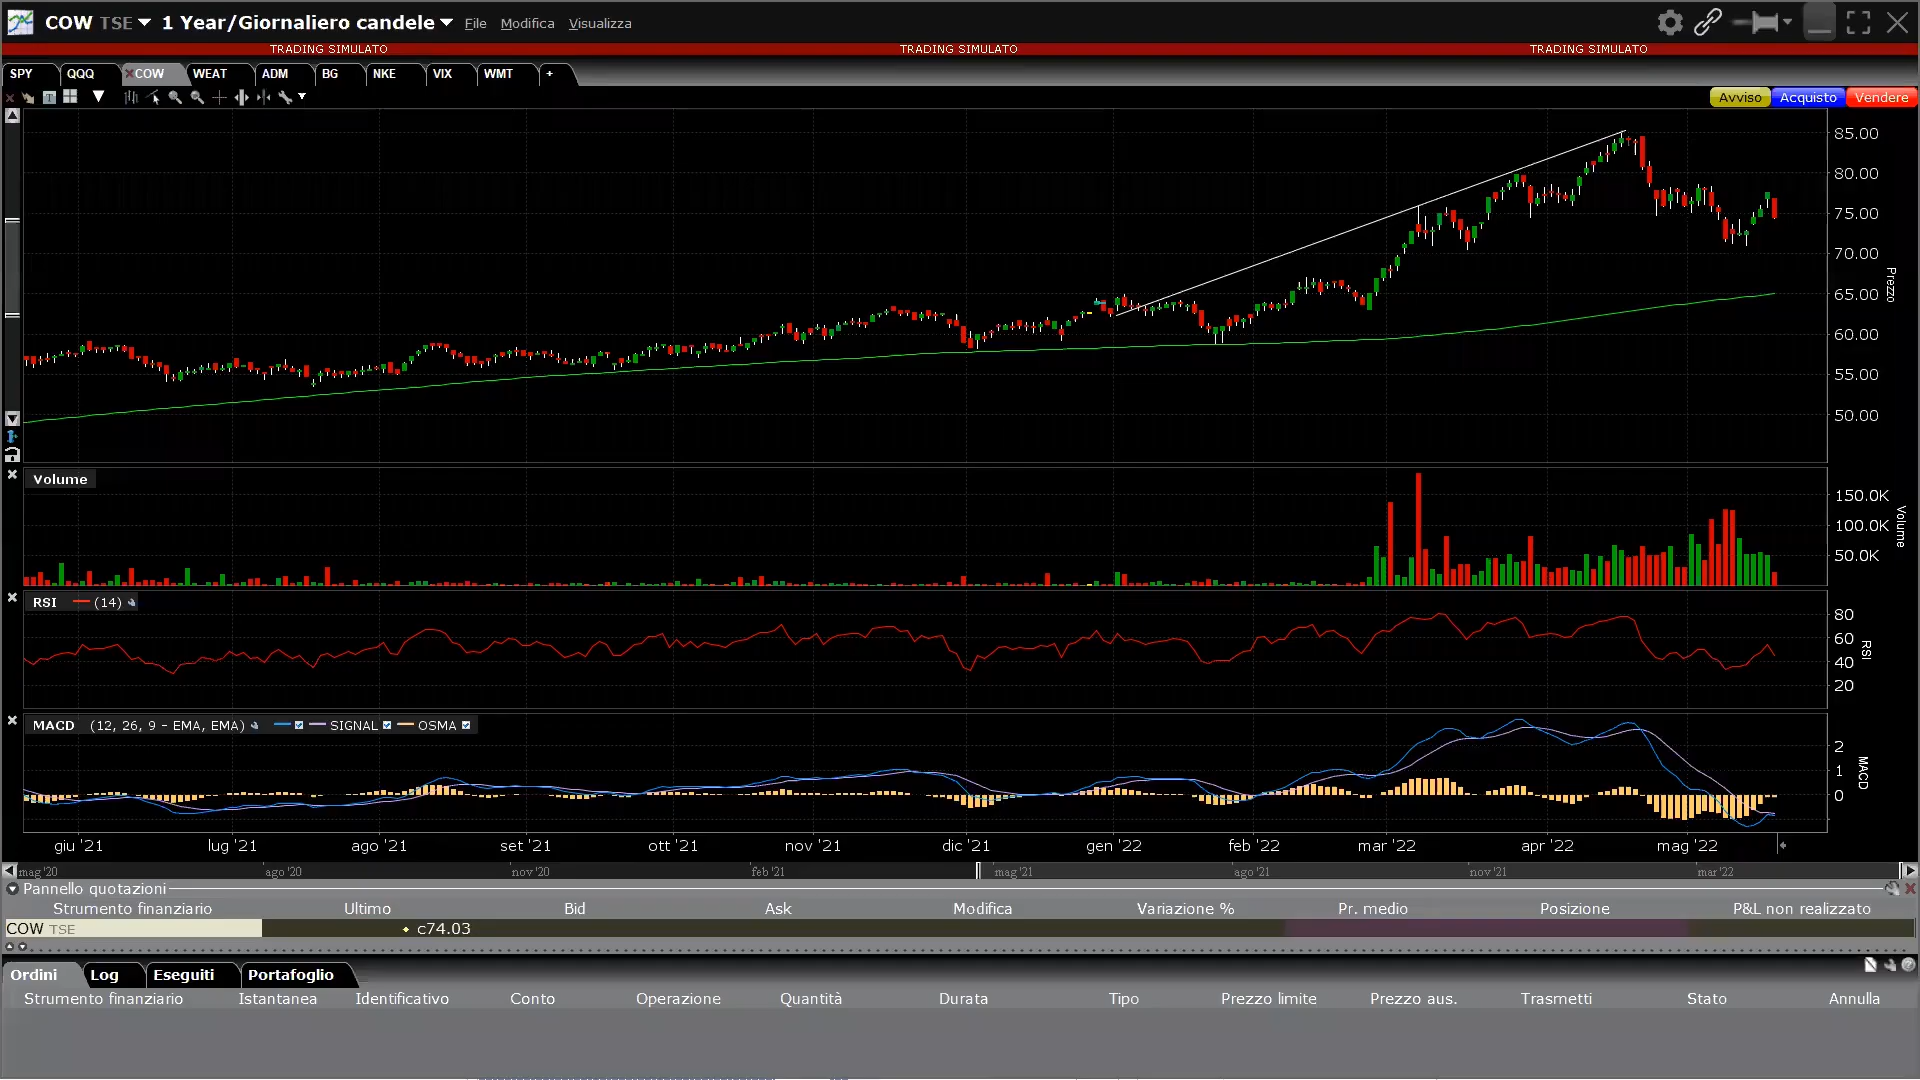 COW TSE 1 Year/Giornaliero candele File Modifica Visualizza
TRADING SIMULATO TRADING SIMULATO TRADING SIMULATO
SPY QQQ COW WEAT ADM BG NKE VIX WMT +
Avviso Acquisto Vendere
85.00
80.00
75.00
70.00
65.00
60.00
55.00
50.00
Prezzo
Volume
150.0K
100.0K
50.0K
Volume
RSI (14)
80
60
40
20
RSI
MACD (12, 26, 9 - EMA, EMA) SIGNAL OSMA
2
1
0
MACD
giu '21 lug '21 ago '21 set '21 ott '21 nov '21 dic '21 gen '22 feb '22 mar '22 apr '22 mag '22
mag '20 ago '20 nov '20 feb '21 mag '21 ago '21 nov '21 mar '22
Pannello quotazioni
Strumento finanziario Ultimo Bid Ask Modifica Variazione % Pr. medio Posizione P&L non realizzato
COW TSE c74.03
Ordini Log Eseguiti Portafoglio
Strumento finanziario Istantanea Identificativo Conto Operazione Quantità Durata Tipo Prezzo limite Prezzo aus. Trasmetti Stato Annulla